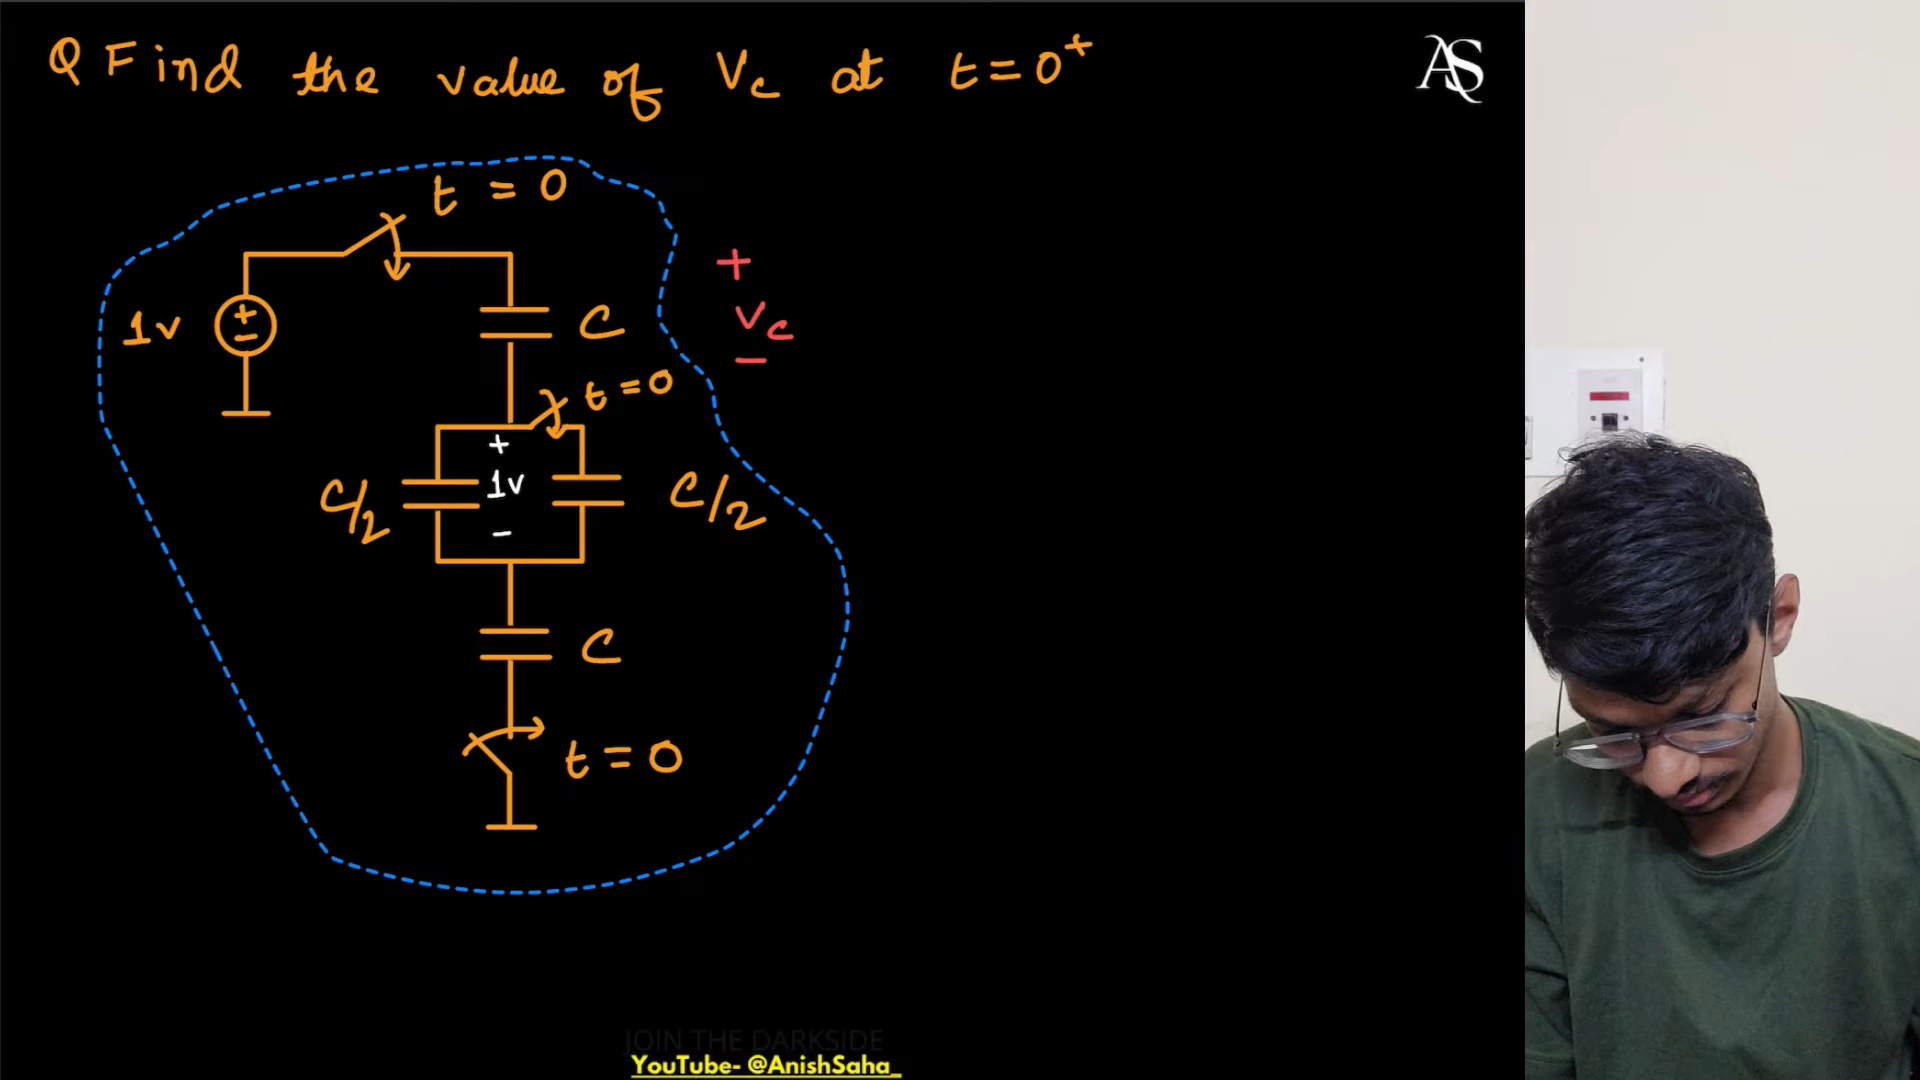 Q Find the value of Vc at t=0+
AS
t = 0
+
1v
+
-
C
Vc
-
t=0
+
C/2
1v
C/2
-
C
t=0
JOIN THE DARKSIDE
YouTube- @AnishSaha_